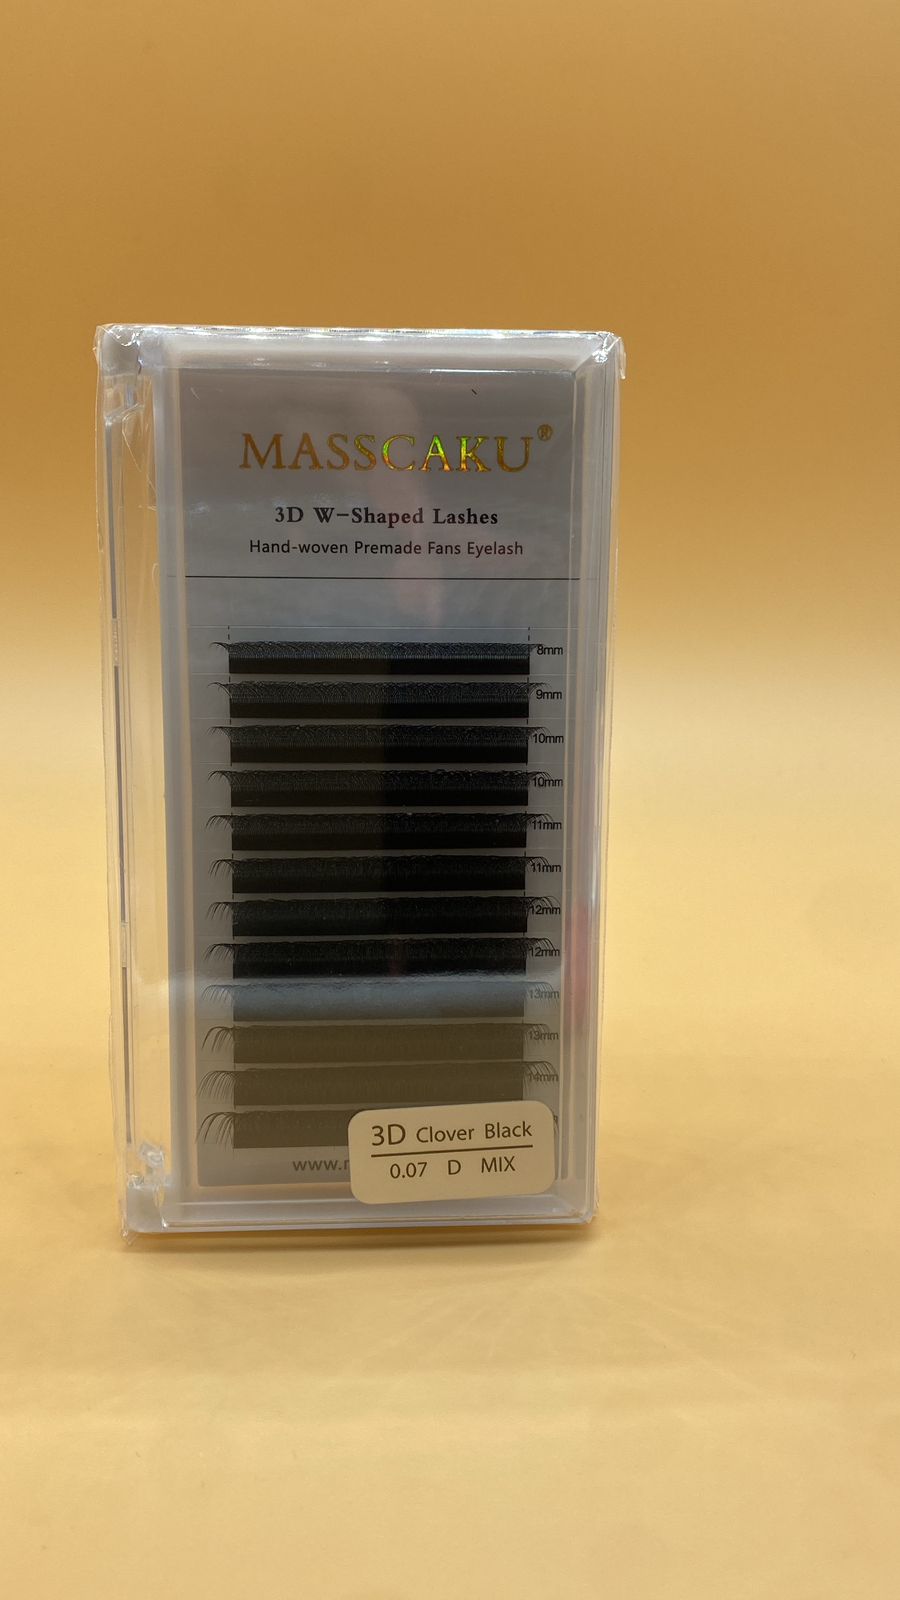 MASSCAKU®
3D W-Shaped Lashes
Hand-woven Premade Fans Eyelash
8mm
9mm
10mm
10mm
11mm
11mm
12mm
12mm
13mm
13mm
14mm
3D Clover Black
0.07 D MIX